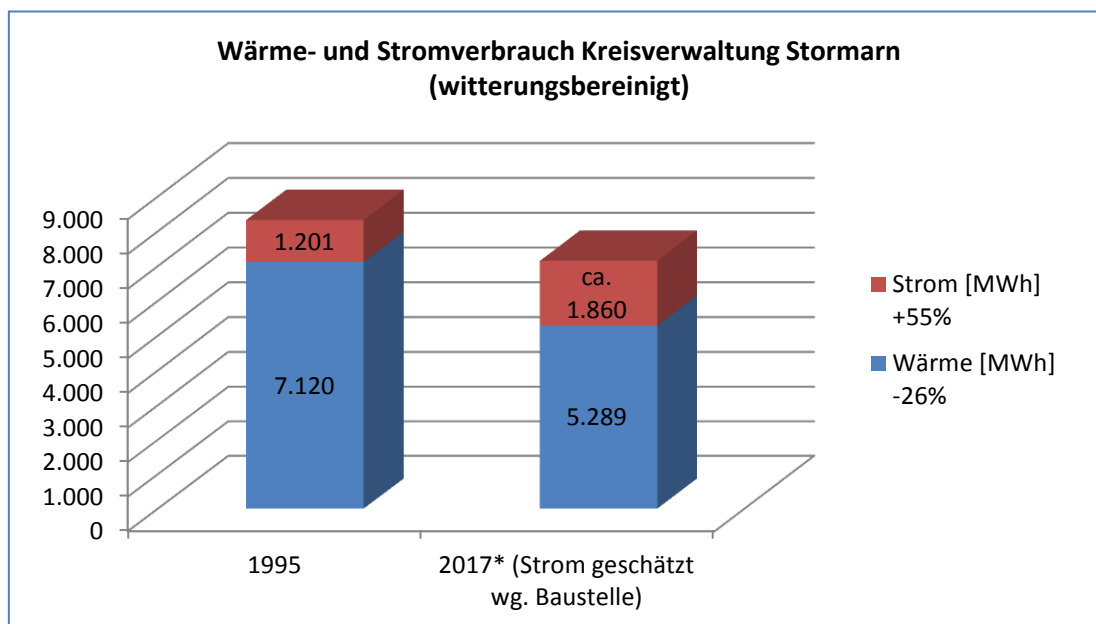 Wärme- und Stromverbrauch Kreisverwaltung Stormarn
(witterungsbereinigt)
9.000
8.000
7.000
6.000
5.000
4.000
3.000
2.000
1.000
0
1.201
7.120
ca.
1.860
5.289
1995
2017* (Strom geschätzt
wg. Baustelle)
Strom [MWh]
+55%
Wärme [MWh]
-26%